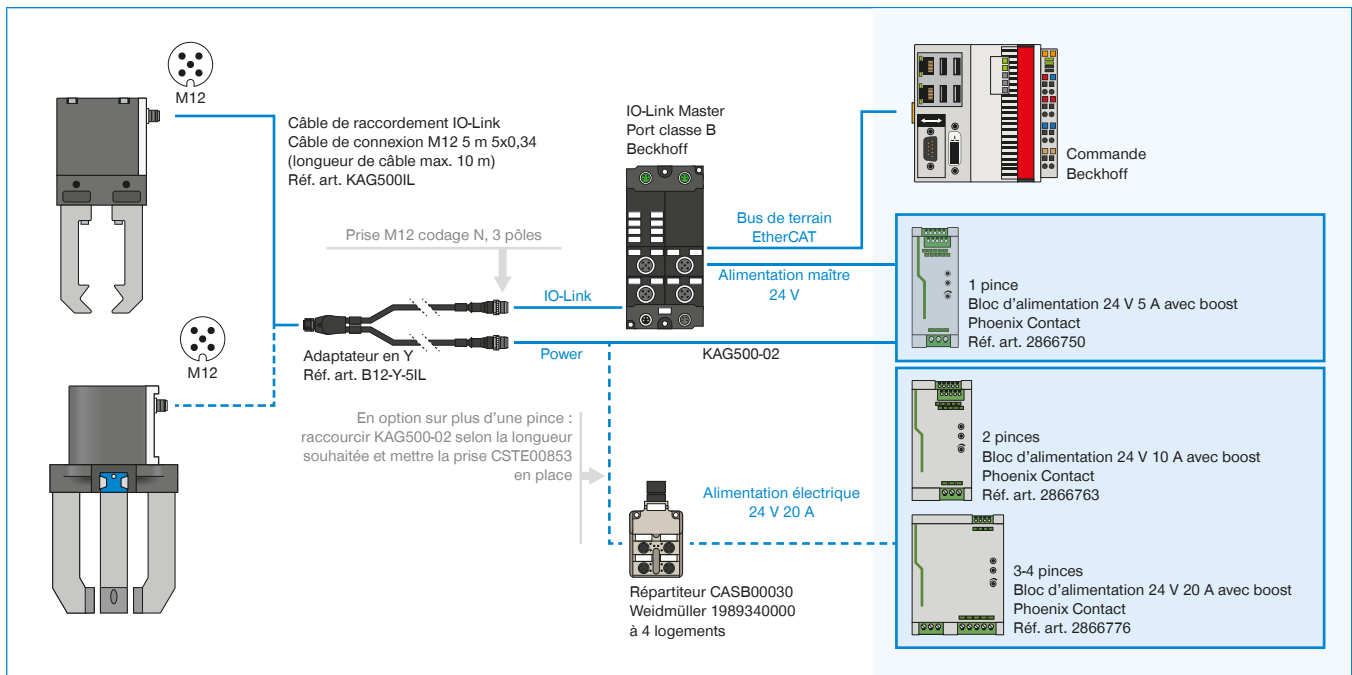 M12
Câble de raccordement IO-Link
Câble de connexion M12 5 m 5x0,34
(longueur de câble max. 10 m)
Réf. art. KAG500IL
IO-Link Master
Port classe B
Beckhoff
Commande
Beckhoff
Prise M12 codage N, 3 pôles
Bus de terrain
EtherCAT
Alimentation maître
24 V
IO-Link
Power
KAG500-02
1 pince
Bloc d'alimentation 24 V 5 A avec boost
Phoenix Contact
Réf. art. 2866750
M12
Adaptateur en Y
Réf. art. B12-Y-5IL
En option sur plus d'une pince :
raccourcir KAG500-02 selon la longueur
souhaitée et mettre la prise CSTE00853
en place
2 pinces
Bloc d'alimentation 24 V 10 A avec boost
Phoenix Contact
Réf. art. 2866763
Alimentation électrique
24 V 20 A
Répartiteur CASB00030
Weidmüller 1989340000
à 4 logements
3-4 pinces
Bloc d'alimentation 24 V 20 A avec boost
Phoenix Contact
Réf. art. 2866776